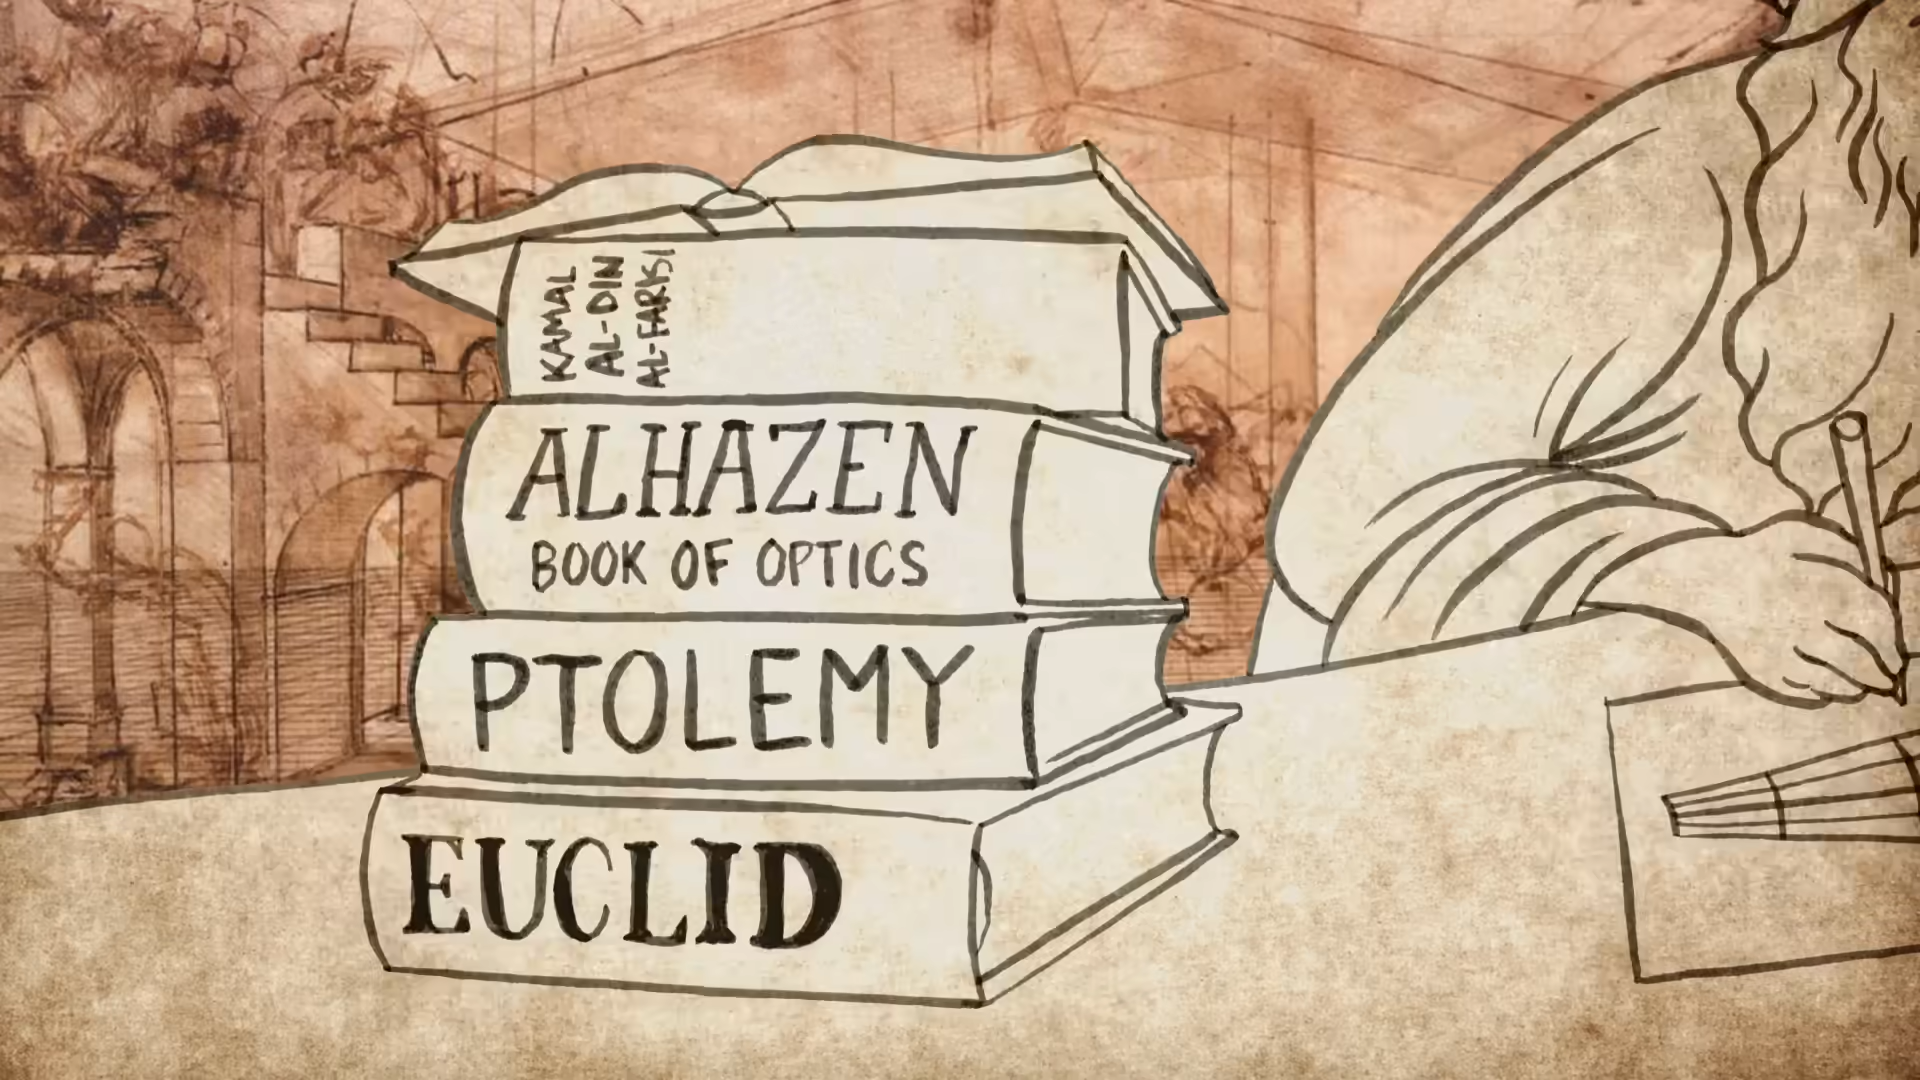 KAMAL
AL-DIN
AL-FARISI
ALHAZEN
BOOK OF OPTICS
PTOLEMY
EUCLID